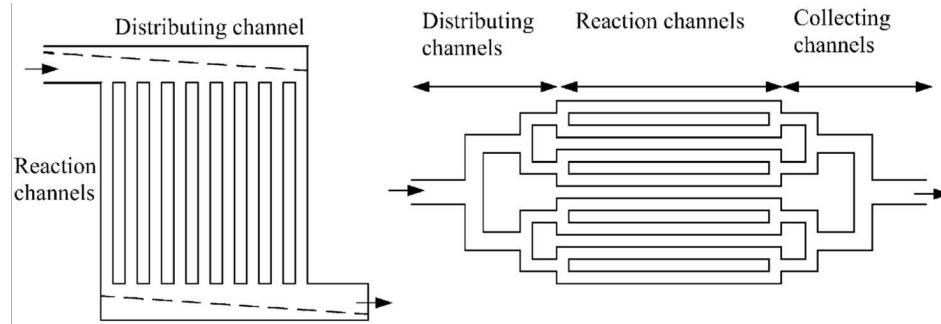 Distributing channel
Reaction
channels
Distributing
channels
Reaction channels
Collecting
channels